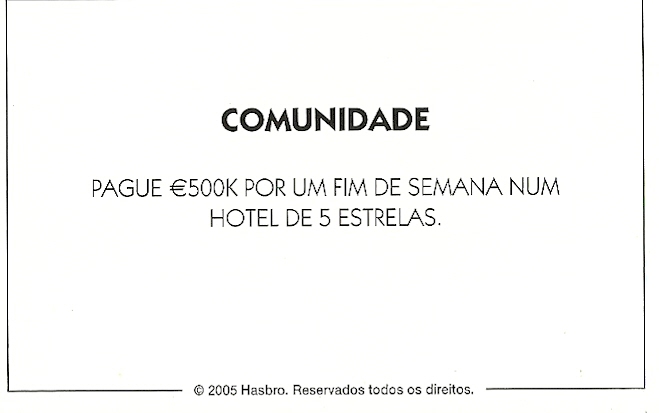 COMUNIDADE
PAGUE €500K POR UM FIM DE SEMANA NUM
HOTEL DE 5 ESTRELAS.
© 2005 Hasbro. Reservados todos os direitos.